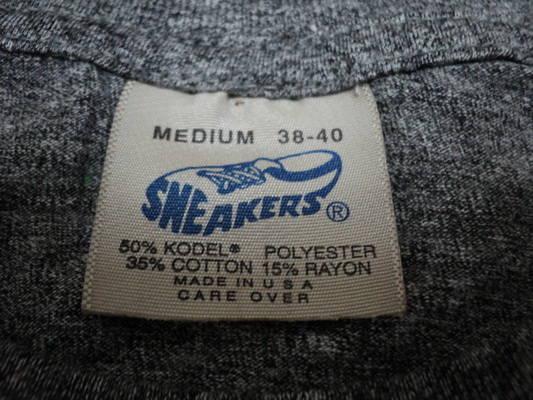 MEDIUM 38-40
SNEAKERS®
50% KODEL® POLYESTER
35% COTTON 15% RAYON
MADE IN U S A
CARE OVER